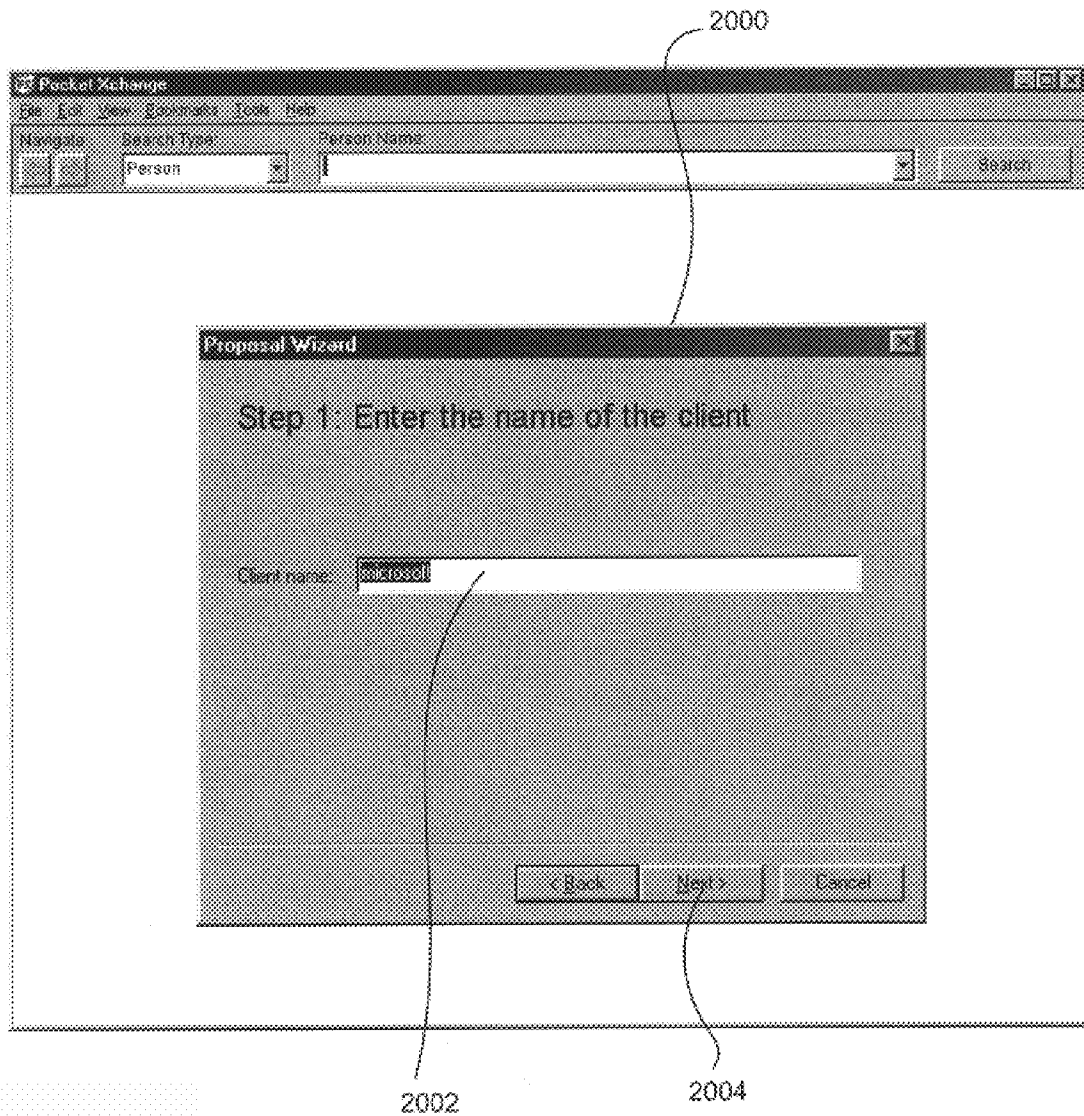 2000
Pocket Xchange
File Edit View Bookmarks Tools Help
Navigate: Search Type: Person Name:
Person Search
Proposal Wizard
Step 1: Enter the name of the client
Client name: microsoft
< Back Next > Cancel
2002 2004